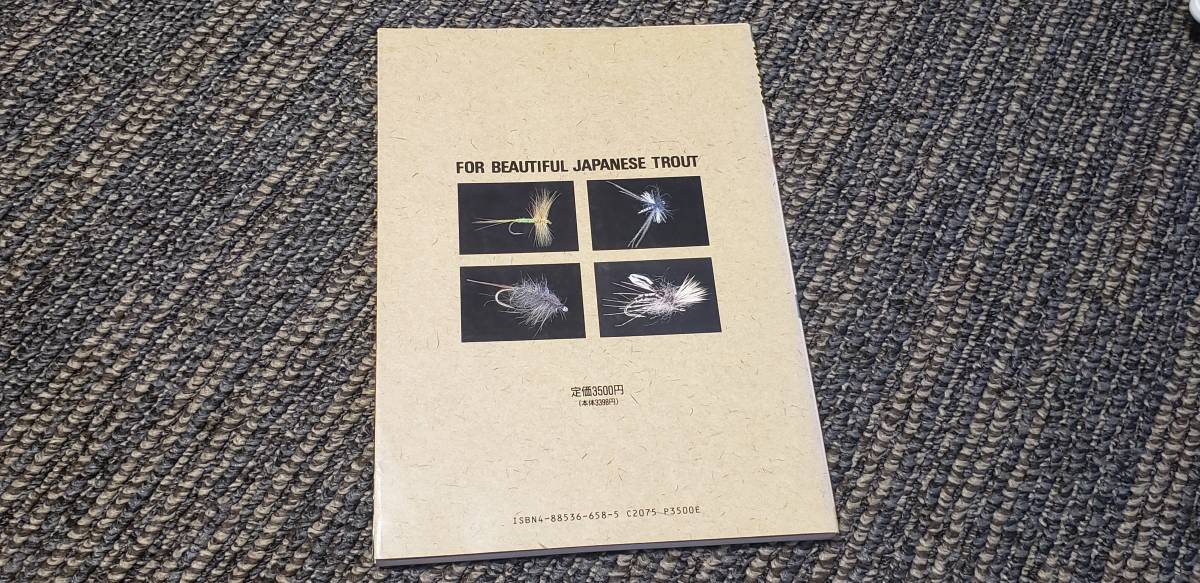 FOR BEAUTIFUL JAPANESE TROUT
定価3500円
(本体3398円)
ISBN4-88536-658-5 C2075 P3500E